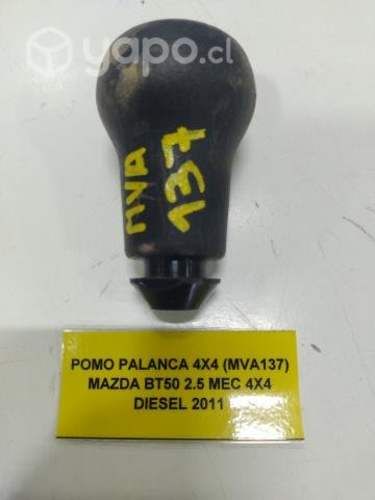 yapo.cl
MVA
137
POMO PALANCA 4X4 (MVA137)
MAZDA BT50 2.5 MEC 4X4
DIESEL 2011